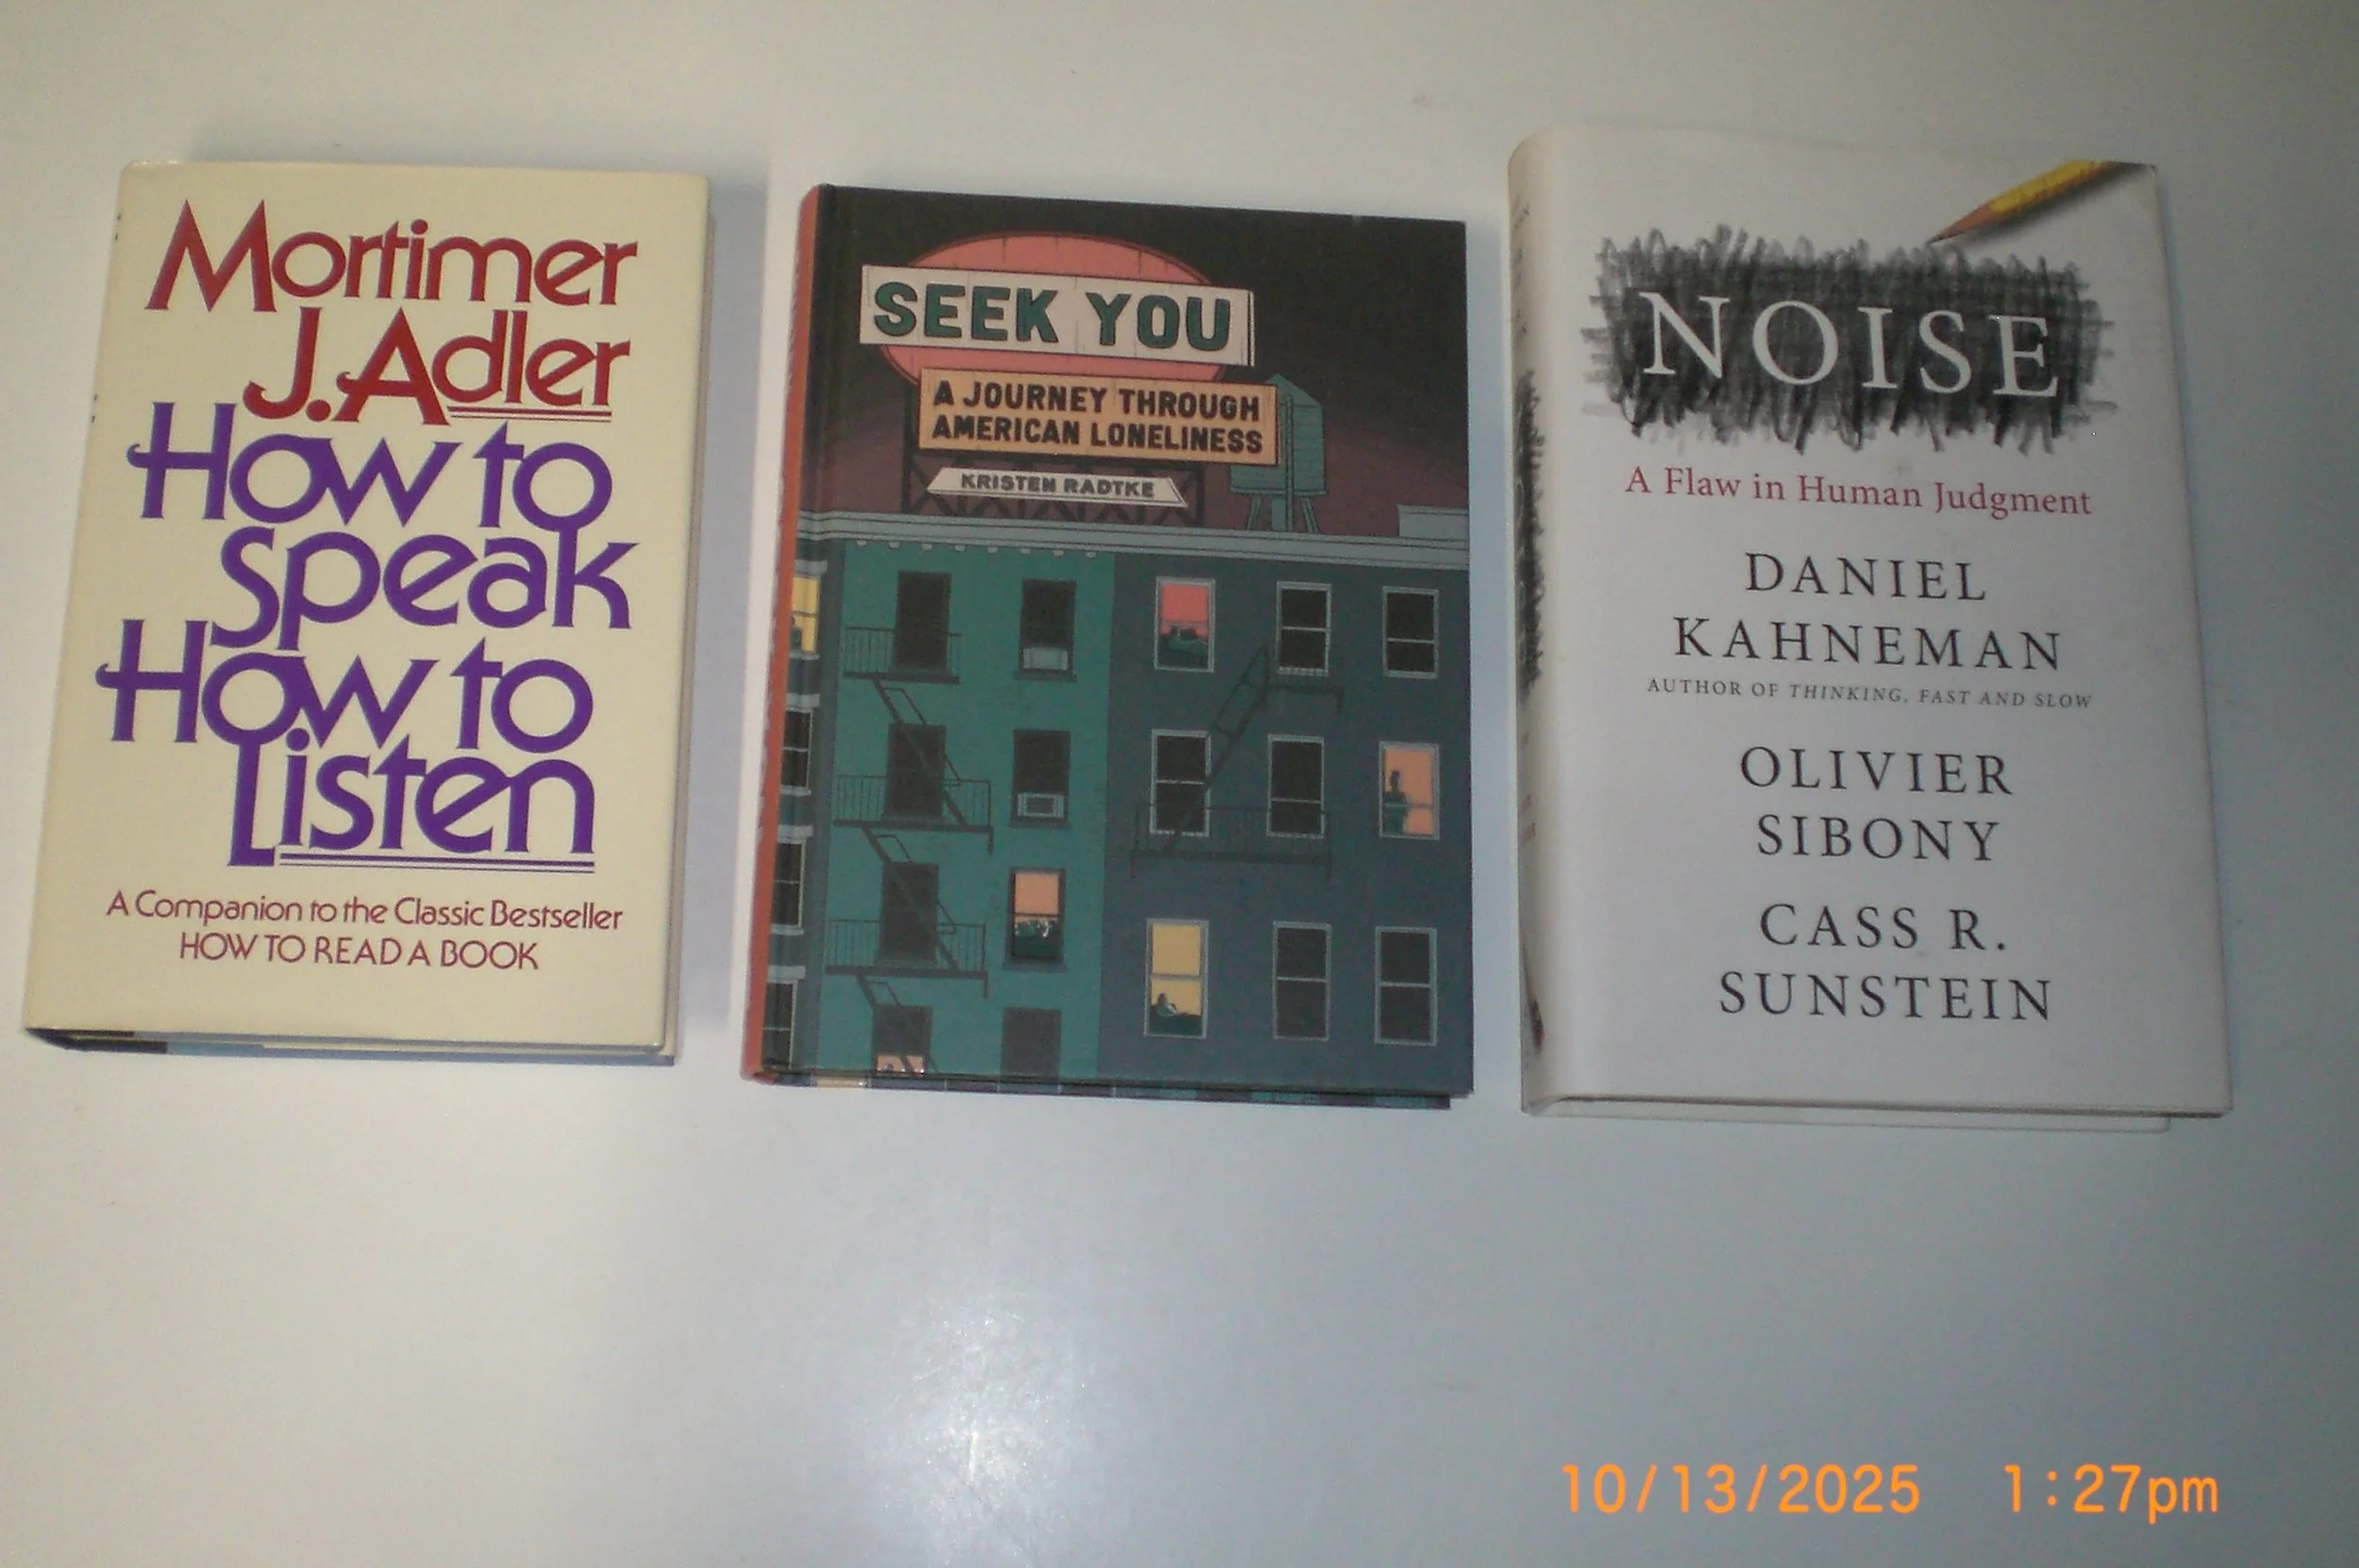 Mortimer
J. Adler
How to
Speak
How to
Listen
A Companion to the Classic Bestseller
HOW TO READ A BOOK
SEEK YOU
A JOURNEY THROUGH
AMERICAN LONELINESS
KRISTEN RADTKE
NOISE
A Flaw in Human Judgment
DANIEL
KAHNEMAN
AUTHOR OF THINKING, FAST AND SLOW
OLIVIER
SIBONY
CASS R.
SUNSTEIN
10/13/2025 1:27pm